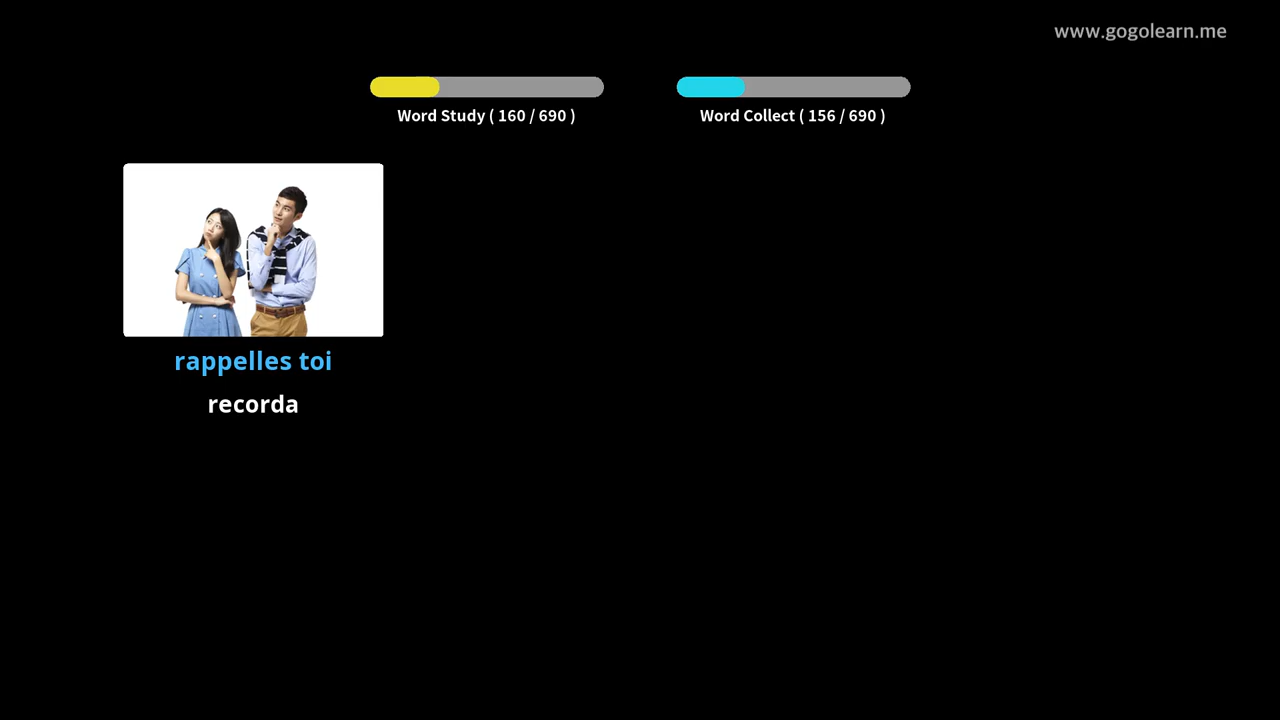 www.gogolearn.me
Word Study ( 160 / 690 )
Word Collect ( 156 / 690 )
rappelles toi
recorda